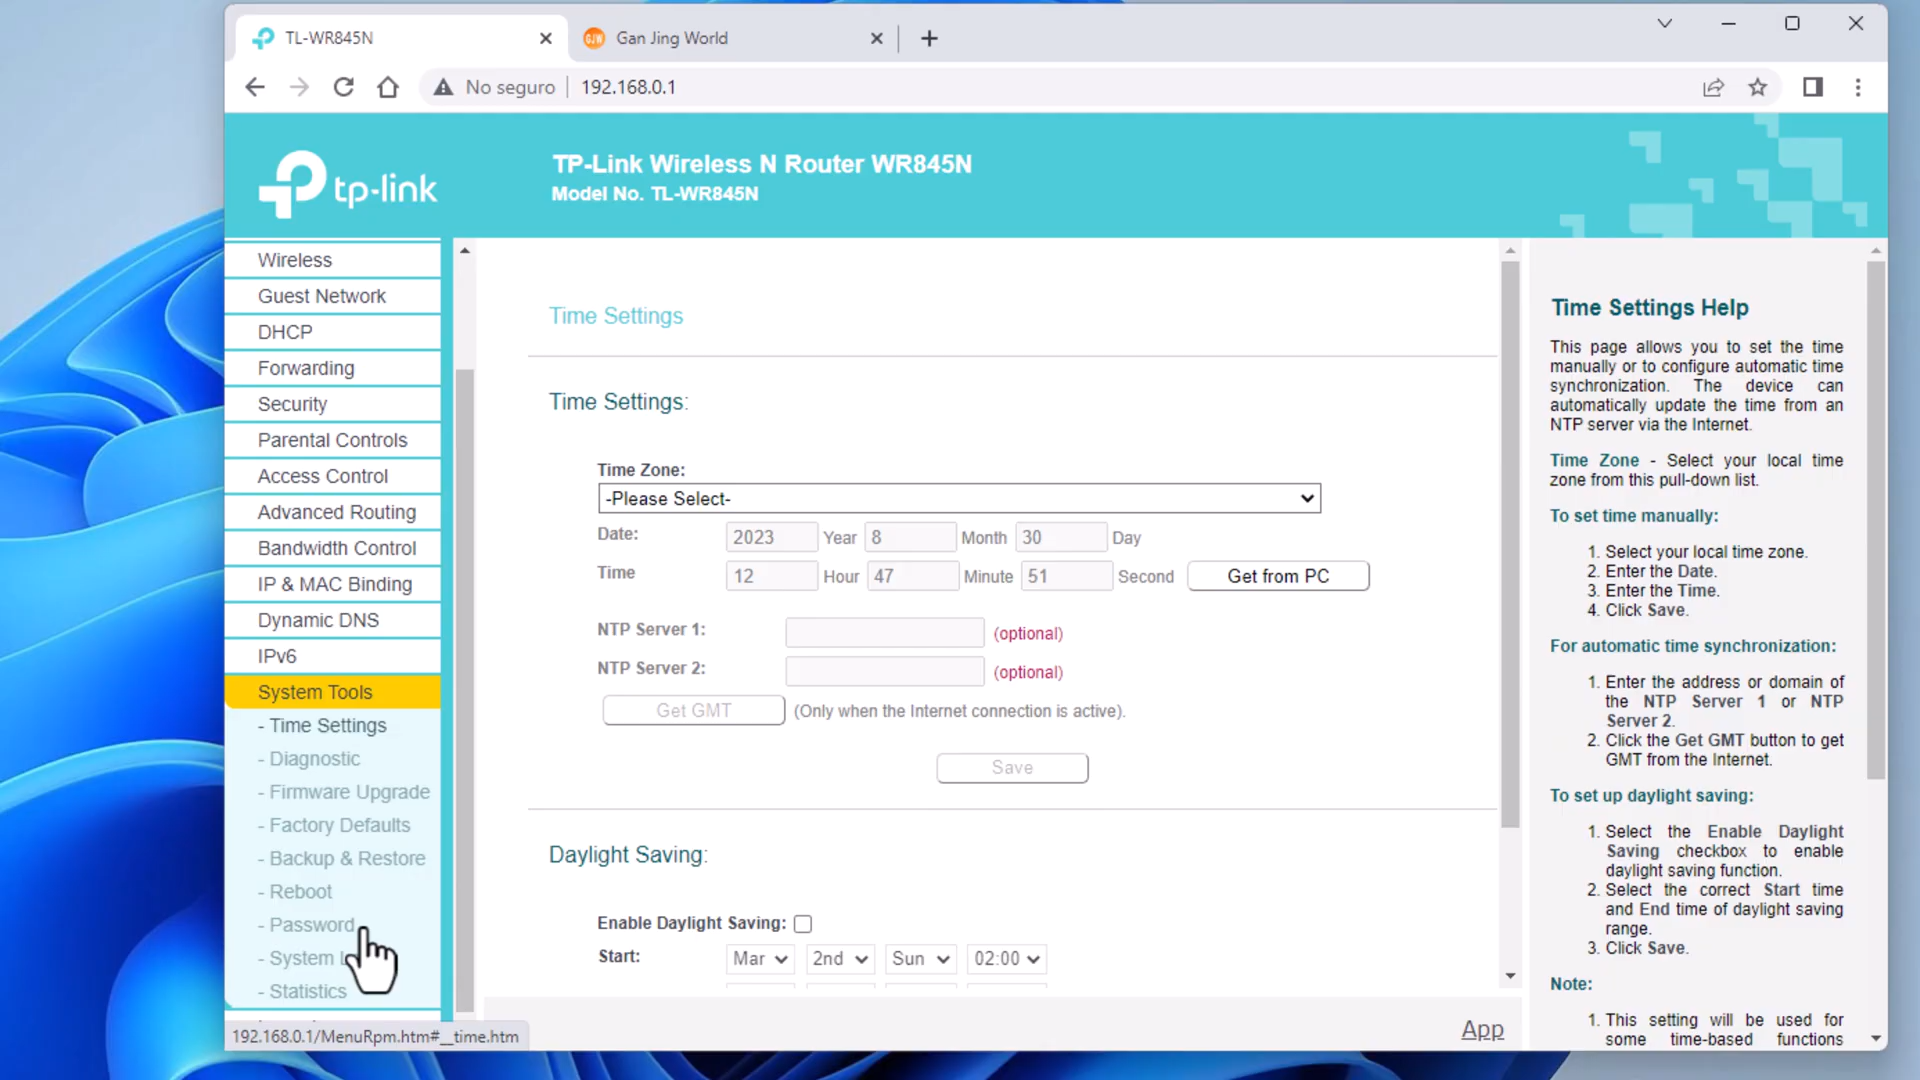 TL-WR845N
GJW
Gan Jing World
No seguro
192.168.0.1
tp-link
TP-Link Wireless N Router WR845N
Model No. TL-WR845N
Wireless
Guest Network
DHCP
Forwarding
Security
Parental Controls
Access Control
Advanced Routing
Bandwidth Control
IP & MAC Binding
Dynamic DNS
IPv6
System Tools
- Time Settings
- Diagnostic
- Firmware Upgrade
- Factory Defaults
- Backup & Restore
- Reboot
- Password
- System
- Statistics
192.168.0.1/MenuRpm.htm#__time.htm
Time Settings
Time Settings:
Time Zone:
-Please Select-
Date: 2023 Year 8 Month 30 Day
Time 12 Hour 47 Minute 51 Second Get from PC
NTP Server 1: (optional)
NTP Server 2: (optional)
Get GMT (Only when the Internet connection is active).
Save
Daylight Saving:
Enable Daylight Saving:
Start: Mar 2nd Sun 02:00
App
Time Settings Help
This page allows you to set the time
manually or to configure automatic time
synchronization. The device can
automatically update the time from an
NTP server via the Internet.
Time Zone - Select your local time
zone from this pull-down list.
To set time manually:
1. Select your local time zone.
2. Enter the Date.
3. Enter the Time.
4. Click Save.
For automatic time synchronization:
1. Enter the address or domain of
the NTP Server 1 or NTP
Server 2.
2. Click the Get GMT button to get
GMT from the Internet.
To set up daylight saving:
1. Select the Enable Daylight
Saving checkbox to enable
daylight saving function.
2. Select the correct Start time
and End time of daylight saving
range.
3. Click Save.
Note:
1. This setting will be used for
some time-based functions